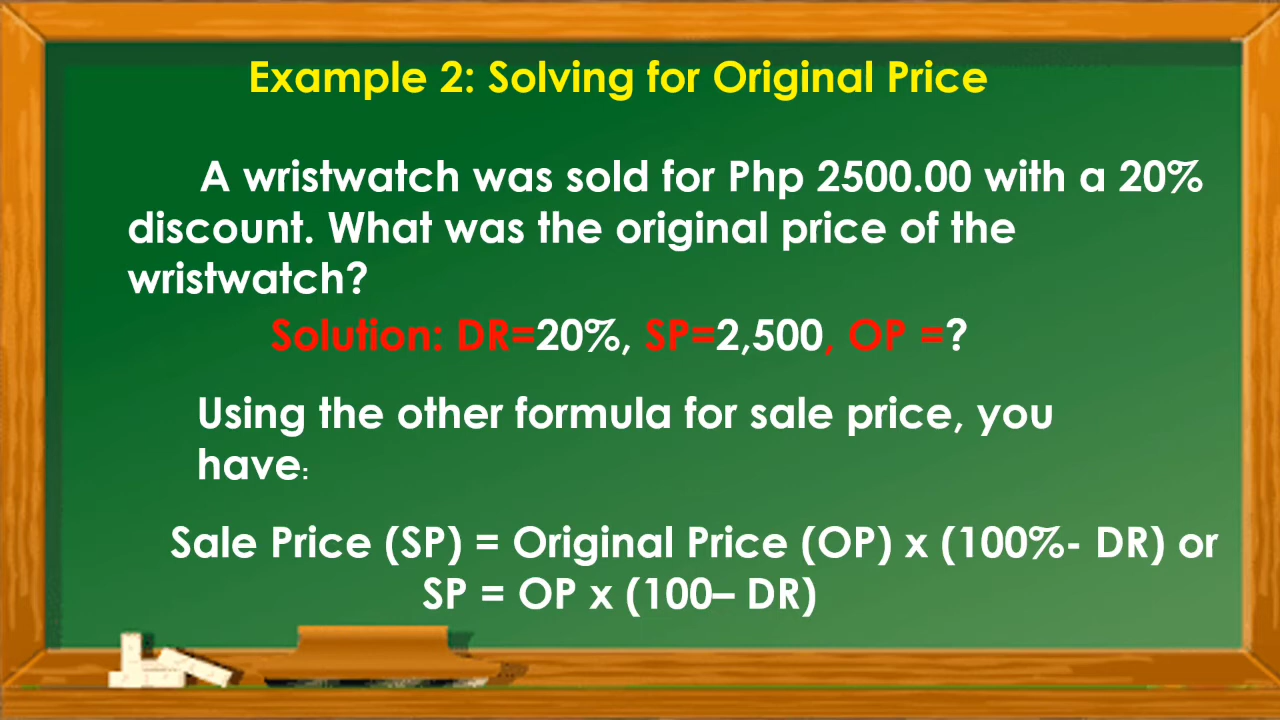 Example 2: Solving for Original Price
A wristwatch was sold for Php 2500.00 with a 20%
discount. What was the original price of the
wristwatch?
Solution: DR=20%, SP=2,500, OP =?
Using the other formula for sale price, you
have:
Sale Price (SP) = Original Price (OP) x (100%- DR) or
SP = OP x (100– DR)